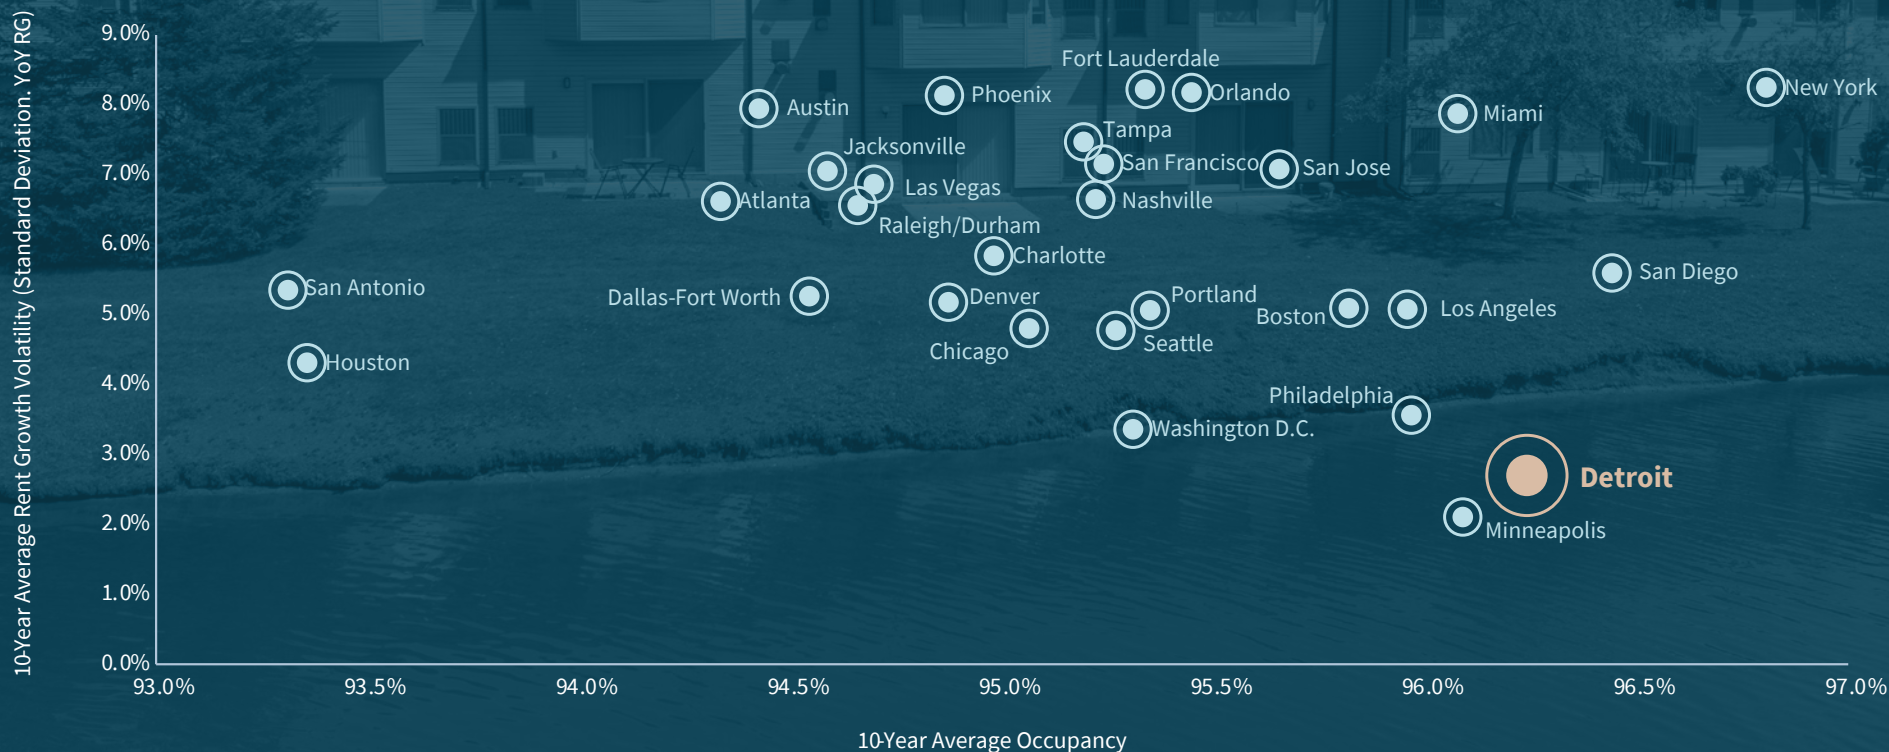 10-Year Average Rent Growth Volatility (Standard Deviation. YoY RG)
9.0%
8.0%
7.0%
6.0%
5.0%
4.0%
3.0%
2.0%
1.0%
0.0%
Fort Lauderdale
New York
Orlando
Phoenix
Austin
Miami
Tampa
Jacksonville
San Francisco
San Jose
Las Vegas
Atlanta
Nashville
Raleigh/Durham
Charlotte
San Diego
San Antonio
Portland
Dallas-Fort Worth
Denver
Los Angeles
Boston
Seattle
Chicago
Houston
Philadelphia
Washington D.C.
Detroit
Minneapolis
93.0%
93.5%
94.0%
94.5%
95.0%
95.5%
96.0%
96.5%
97.0%
10-Year Average Occupancy